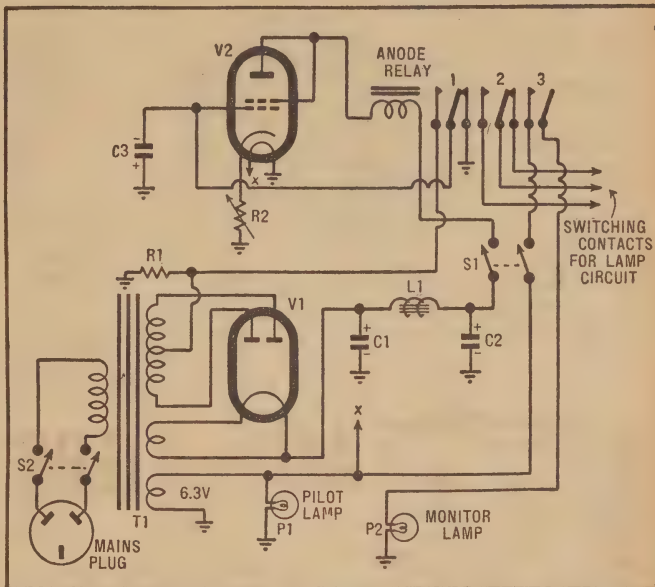 V2
ANODE
RELAY
1
2
3
C3
-
+
x
R2
SWITCHING
CONTACTS
FOR LAMP
CIRCUIT
R1
S1
V1
L1
+
C1
-
+
C2
-
x
S2
6.3V
T1
PILOT
LAMP
P1
MONITOR
LAMP
P2
MAINS
PLUG